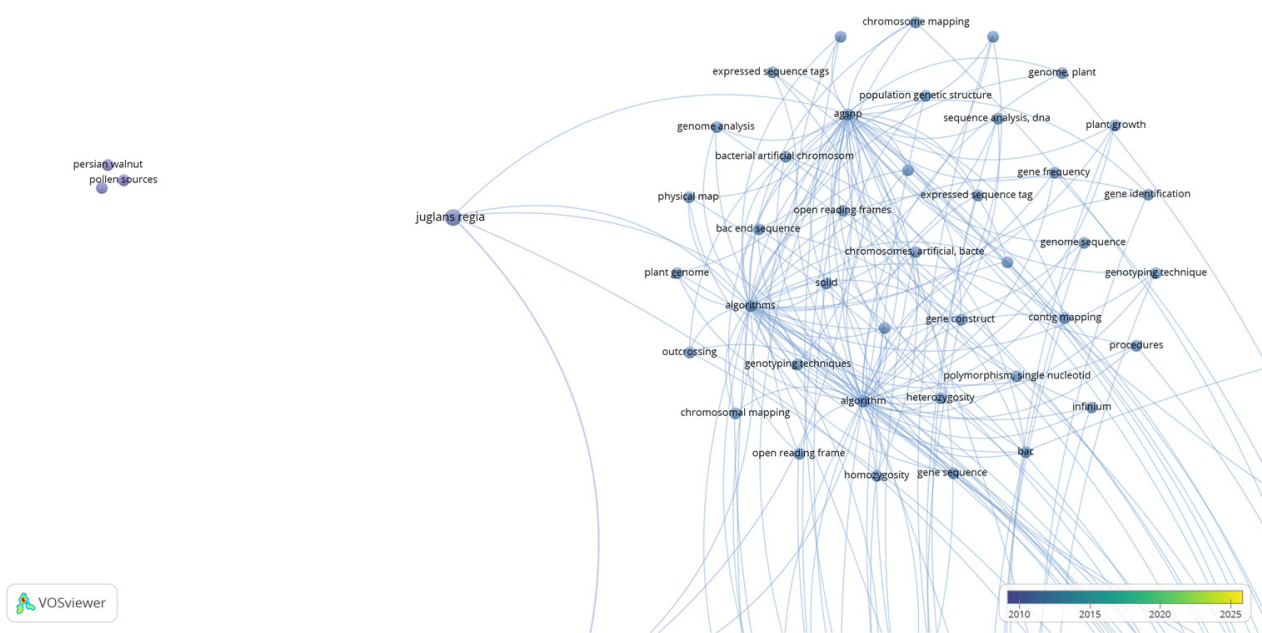 chromosome mapping
expressed sequence tags
genome, plant
population genetic structure
agsnp
sequence analysis, dna
genome analysis
plant growth
bacterial artificial chromosom
persian walnut
pollen sources
gene frequency
physical map
expressed sequence tag
gene identification
open reading frames
juglans regia
bac end sequence
genome sequence
chromosomes, artificial, bacte
plant genome
genotyping technique
solid
algorithms
gene construct
contig mapping
procedures
outcrossing
genotyping techniques
polymorphism, single nucleotid
algorithm
heterozygosity
infinium
chromosomal mapping
open reading frame
bac
homozygosity
gene sequence
VOSviewer
2010 2015 2020 2025